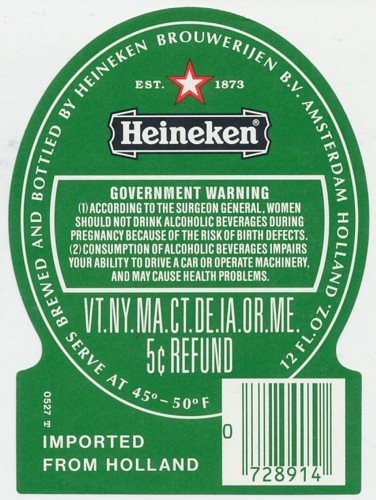 BREWED AND BOTTLED BY HEINEKEN BROUWERIJEN B.V. AMSTERDAM HOLLAND
EST. 1873
Heineken®
GOVERNMENT WARNING
(1) ACCORDING TO THE SURGEON GENERAL, WOMEN
SHOULD NOT DRINK ALCOHOLIC BEVERAGES DURING
PREGNANCY BECAUSE OF THE RISK OF BIRTH DEFECTS.
(2) CONSUMPTION OF ALCOHOLIC BEVERAGES IMPAIRS
YOUR ABILITY TO DRIVE A CAR OR OPERATE MACHINERY,
AND MAY CAUSE HEALTH PROBLEMS.
VT.NY.MA.CT.DE.IA.OR.ME.
5¢ REFUND
SERVE AT 45º-50ºF
12 FL.OZ.
0527
IMPORTED
FROM HOLLAND
0
728914